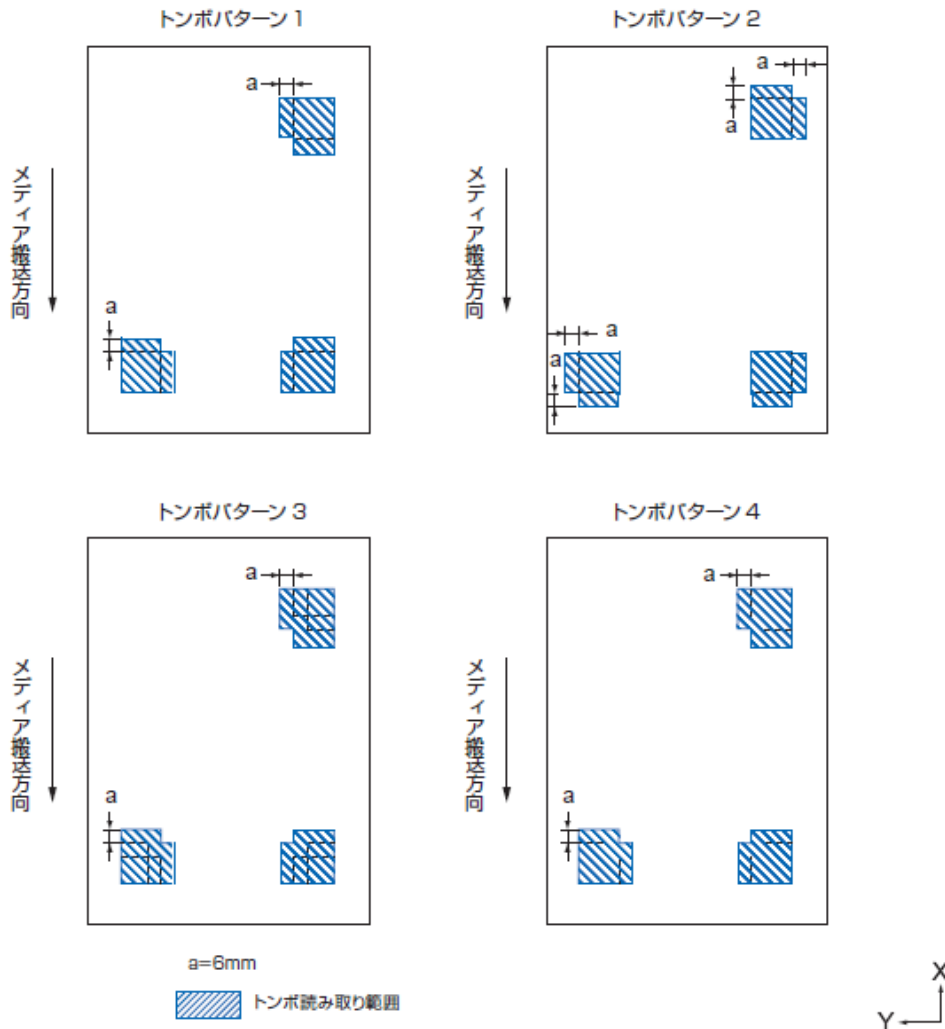 トンボパターン 1
a
メディア搬送方向
a
トンボパターン 2
a
a
メディア搬送方向
a
a
トンボパターン 3
a
メディア搬送方向
a
トンボパターン 4
a
メディア搬送方向
a
a=6mm
トンボ読み取り範囲
X
Y